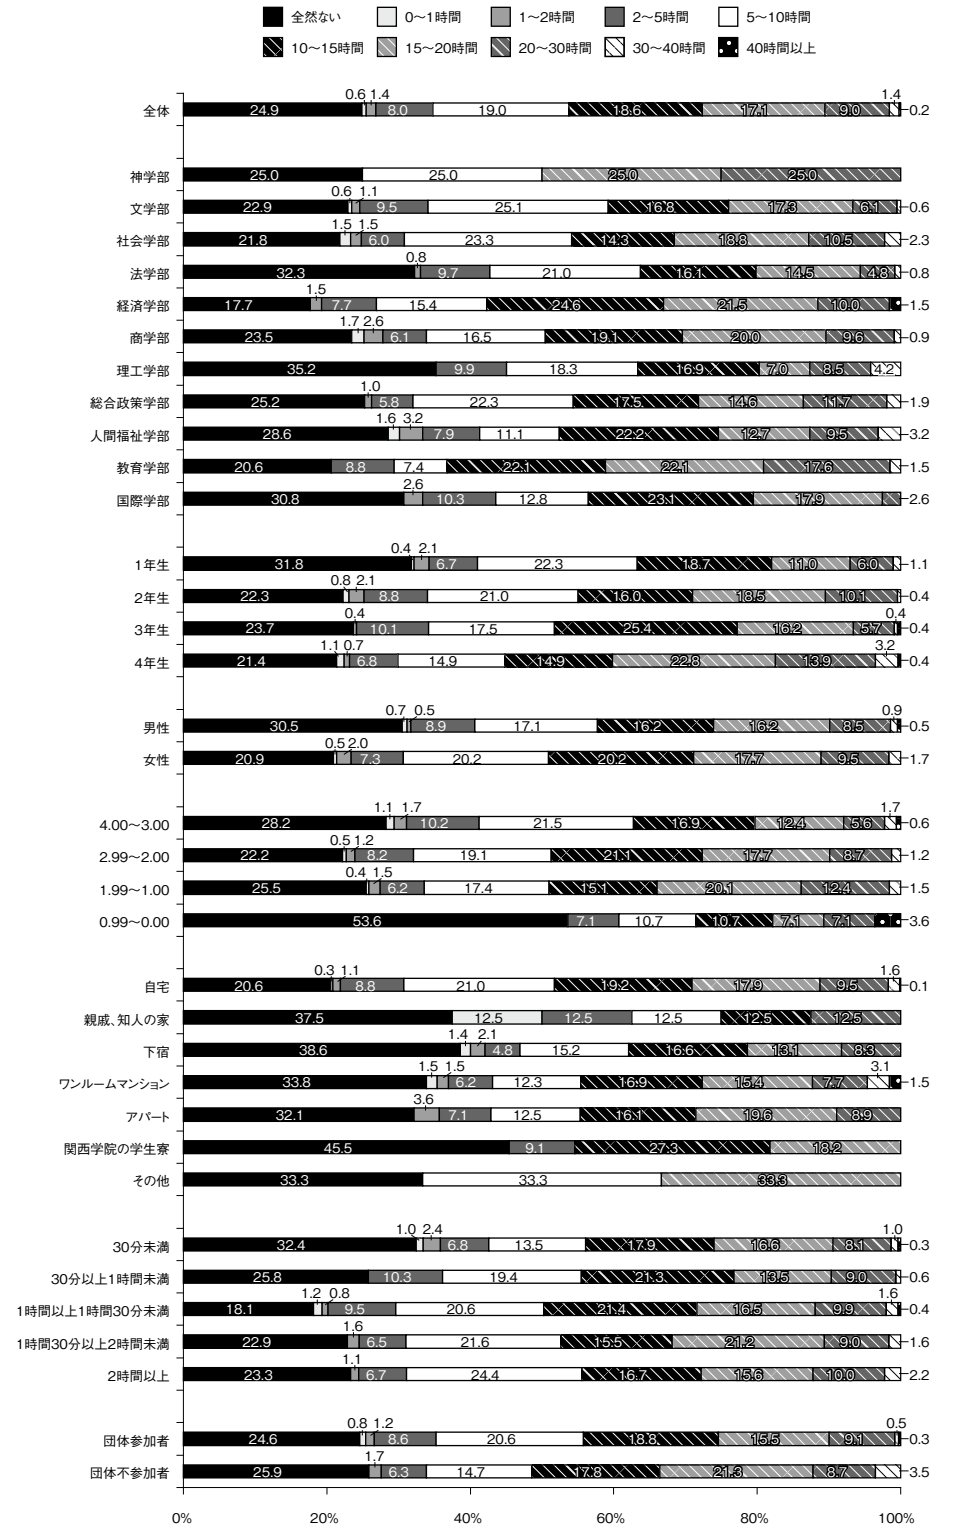 全然ない 0～1時間 1～2時間 2～5時間 5～10時間
10～15時間 15～20時間 20～30時間 30～40時間 40時間以上
0.6 1.4 1.4
全体 24.9 8.0 19.0 18.6 17.1 9.0 0.2
神学部 25.0 25.0 25.0 25.0
0.6 1.1
文学部 22.9 9.5 25.1 16.8 17.3 6.1 0.6
1.5 1.5
社会学部 21.8 6.0 23.3 14.3 18.8 10.5 2.3
0.8
法学部 32.3 9.7 21.0 16.1 14.5 4.8 0.8
1.5
経済学部 17.7 7.7 15.4 24.6 21.5 10.0 1.5
1.7 2.6
商学部 23.5 6.1 16.5 19.1 20.0 9.6 0.9
理工学部 35.2 9.9 18.3 16.9 7.0 8.5 4.2
1.0
総合政策学部 25.2 5.8 22.3 17.5 14.6 11.7 1.9
1.6 3.2
人間福祉学部 28.6 7.9 11.1 22.2 12.7 9.5 3.2
教育学部 20.6 8.8 7.4 22.1 22.1 17.6 1.5
2.6
国際学部 30.8 10.3 12.8 23.1 17.9 2.6
0.4 2.1
1年生 31.8 6.7 22.3 18.7 11.0 6.0 1.1
0.8 2.1
2年生 22.3 8.8 21.0 16.0 18.5 10.1 0.4
0.4 0.4
3年生 23.7 10.1 17.5 25.4 16.2 5.7 0.4
1.1 0.7 3.2
4年生 21.4 6.8 14.9 14.9 22.8 13.9 0.4
0.7 0.5 0.9
男性 30.5 8.9 17.1 16.2 16.2 8.5 0.5
0.5 2.0
女性 20.9 7.3 20.2 20.2 17.7 9.5 1.7
1.1 1.7 1.7
4.00～3.00 28.2 10.2 21.5 16.9 12.4 5.6 0.6
0.5 1.2
2.99～2.00 22.2 8.2 19.1 21.1 17.7 8.7 1.2
0.4 1.5
1.99～1.00 25.5 6.2 17.4 15.1 20.1 12.4 1.5
0.99～0.00 53.6 7.1 10.7 10.7 7.1 7.1 3.6
0.3 1.1 1.6
自宅 20.6 8.8 21.0 19.2 17.9 9.5 0.1
親戚、知人の家 37.5 12.5 12.5 12.5 12.5 12.5
1.4 2.1
下宿 38.6 4.8 15.2 16.6 13.1 8.3
1.5 1.5 3.1
ワンルームマンション 33.8 6.2 12.3 16.9 15.4 7.7 1.5
3.6
アパート 32.1 7.1 12.5 16.1 19.6 8.9
関西学院の学生寮 45.5 9.1 27.3 18.2
その他 33.3 33.3 33.3
1.0 2.4 1.0
30分未満 32.4 6.8 13.5 17.9 16.6 8.1 0.3
30分以上1時間未満 25.8 10.3 19.4 21.3 13.5 9.0 0.6
1.2 0.8 1.6
1時間以上1時間30分未満 18.1 9.5 20.6 21.4 16.5 9.9 0.4
1.6
1時間30分以上2時間未満 22.9 6.5 21.6 15.5 21.2 9.0 1.6
1.1
2時間以上 23.3 6.7 24.4 16.7 15.6 10.0 2.2
0.8 1.2 0.5
団体参加者 24.6 8.6 20.6 18.8 15.5 9.1 0.3
1.7
団体不参加者 25.9 6.3 14.7 17.8 21.3 8.7 3.5
0% 20% 40% 60% 80% 100%